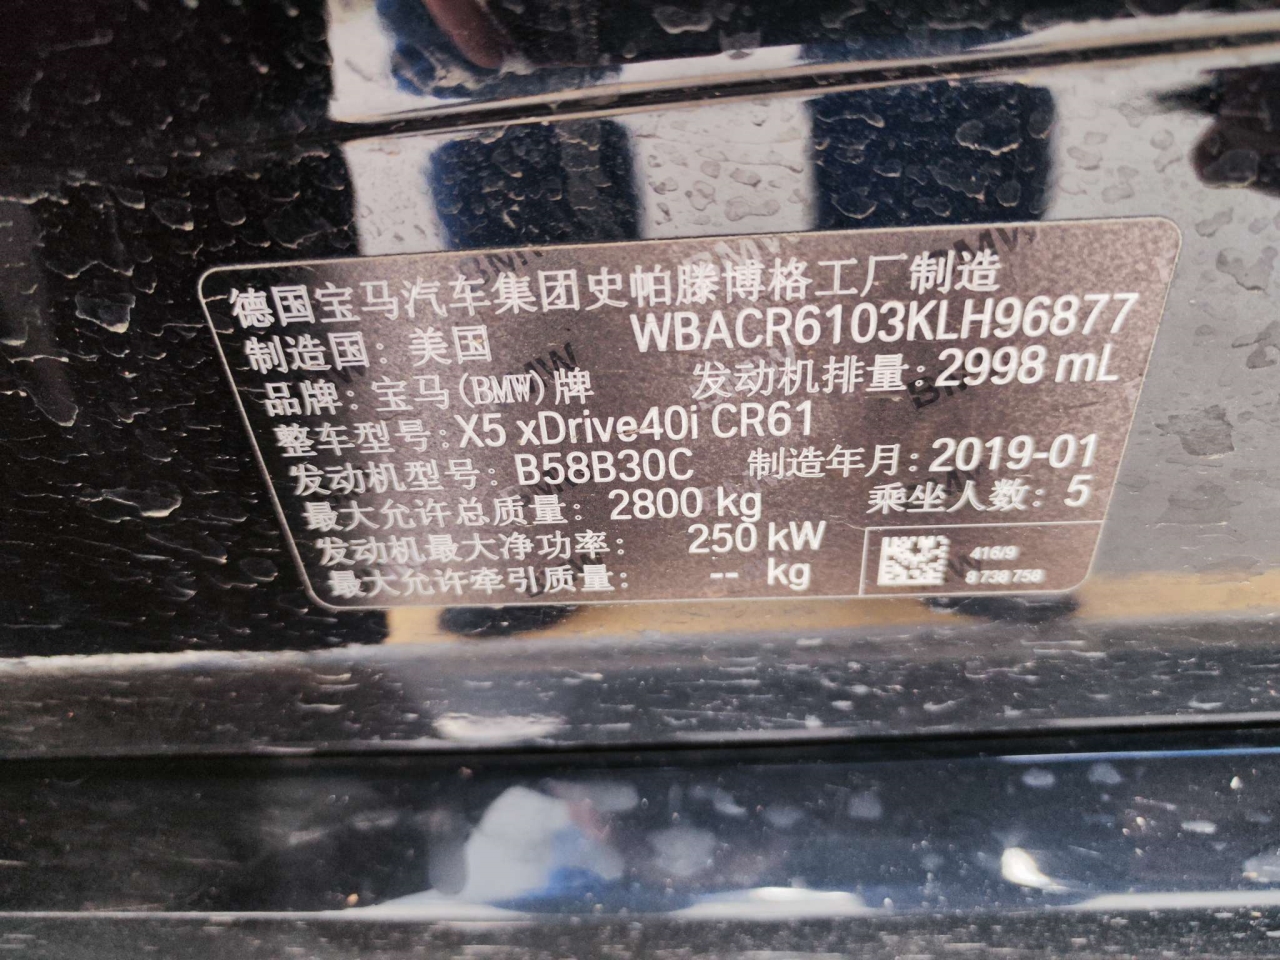 德国宝马汽车集团史帕滕博格工厂制造
制造国：美国 WBACR6103KLH96877
品牌：宝马(BMW)牌 发动机排量：2998 mL
整车型号：X5 xDrive40i CR61
发动机型号：B58B30C 制造年月：2019-01
最大允许总质量：2800 kg 乘坐人数：5
发动机最大净功率：250 kW
最大允许牵引质量：-- kg
416/9
8738 758